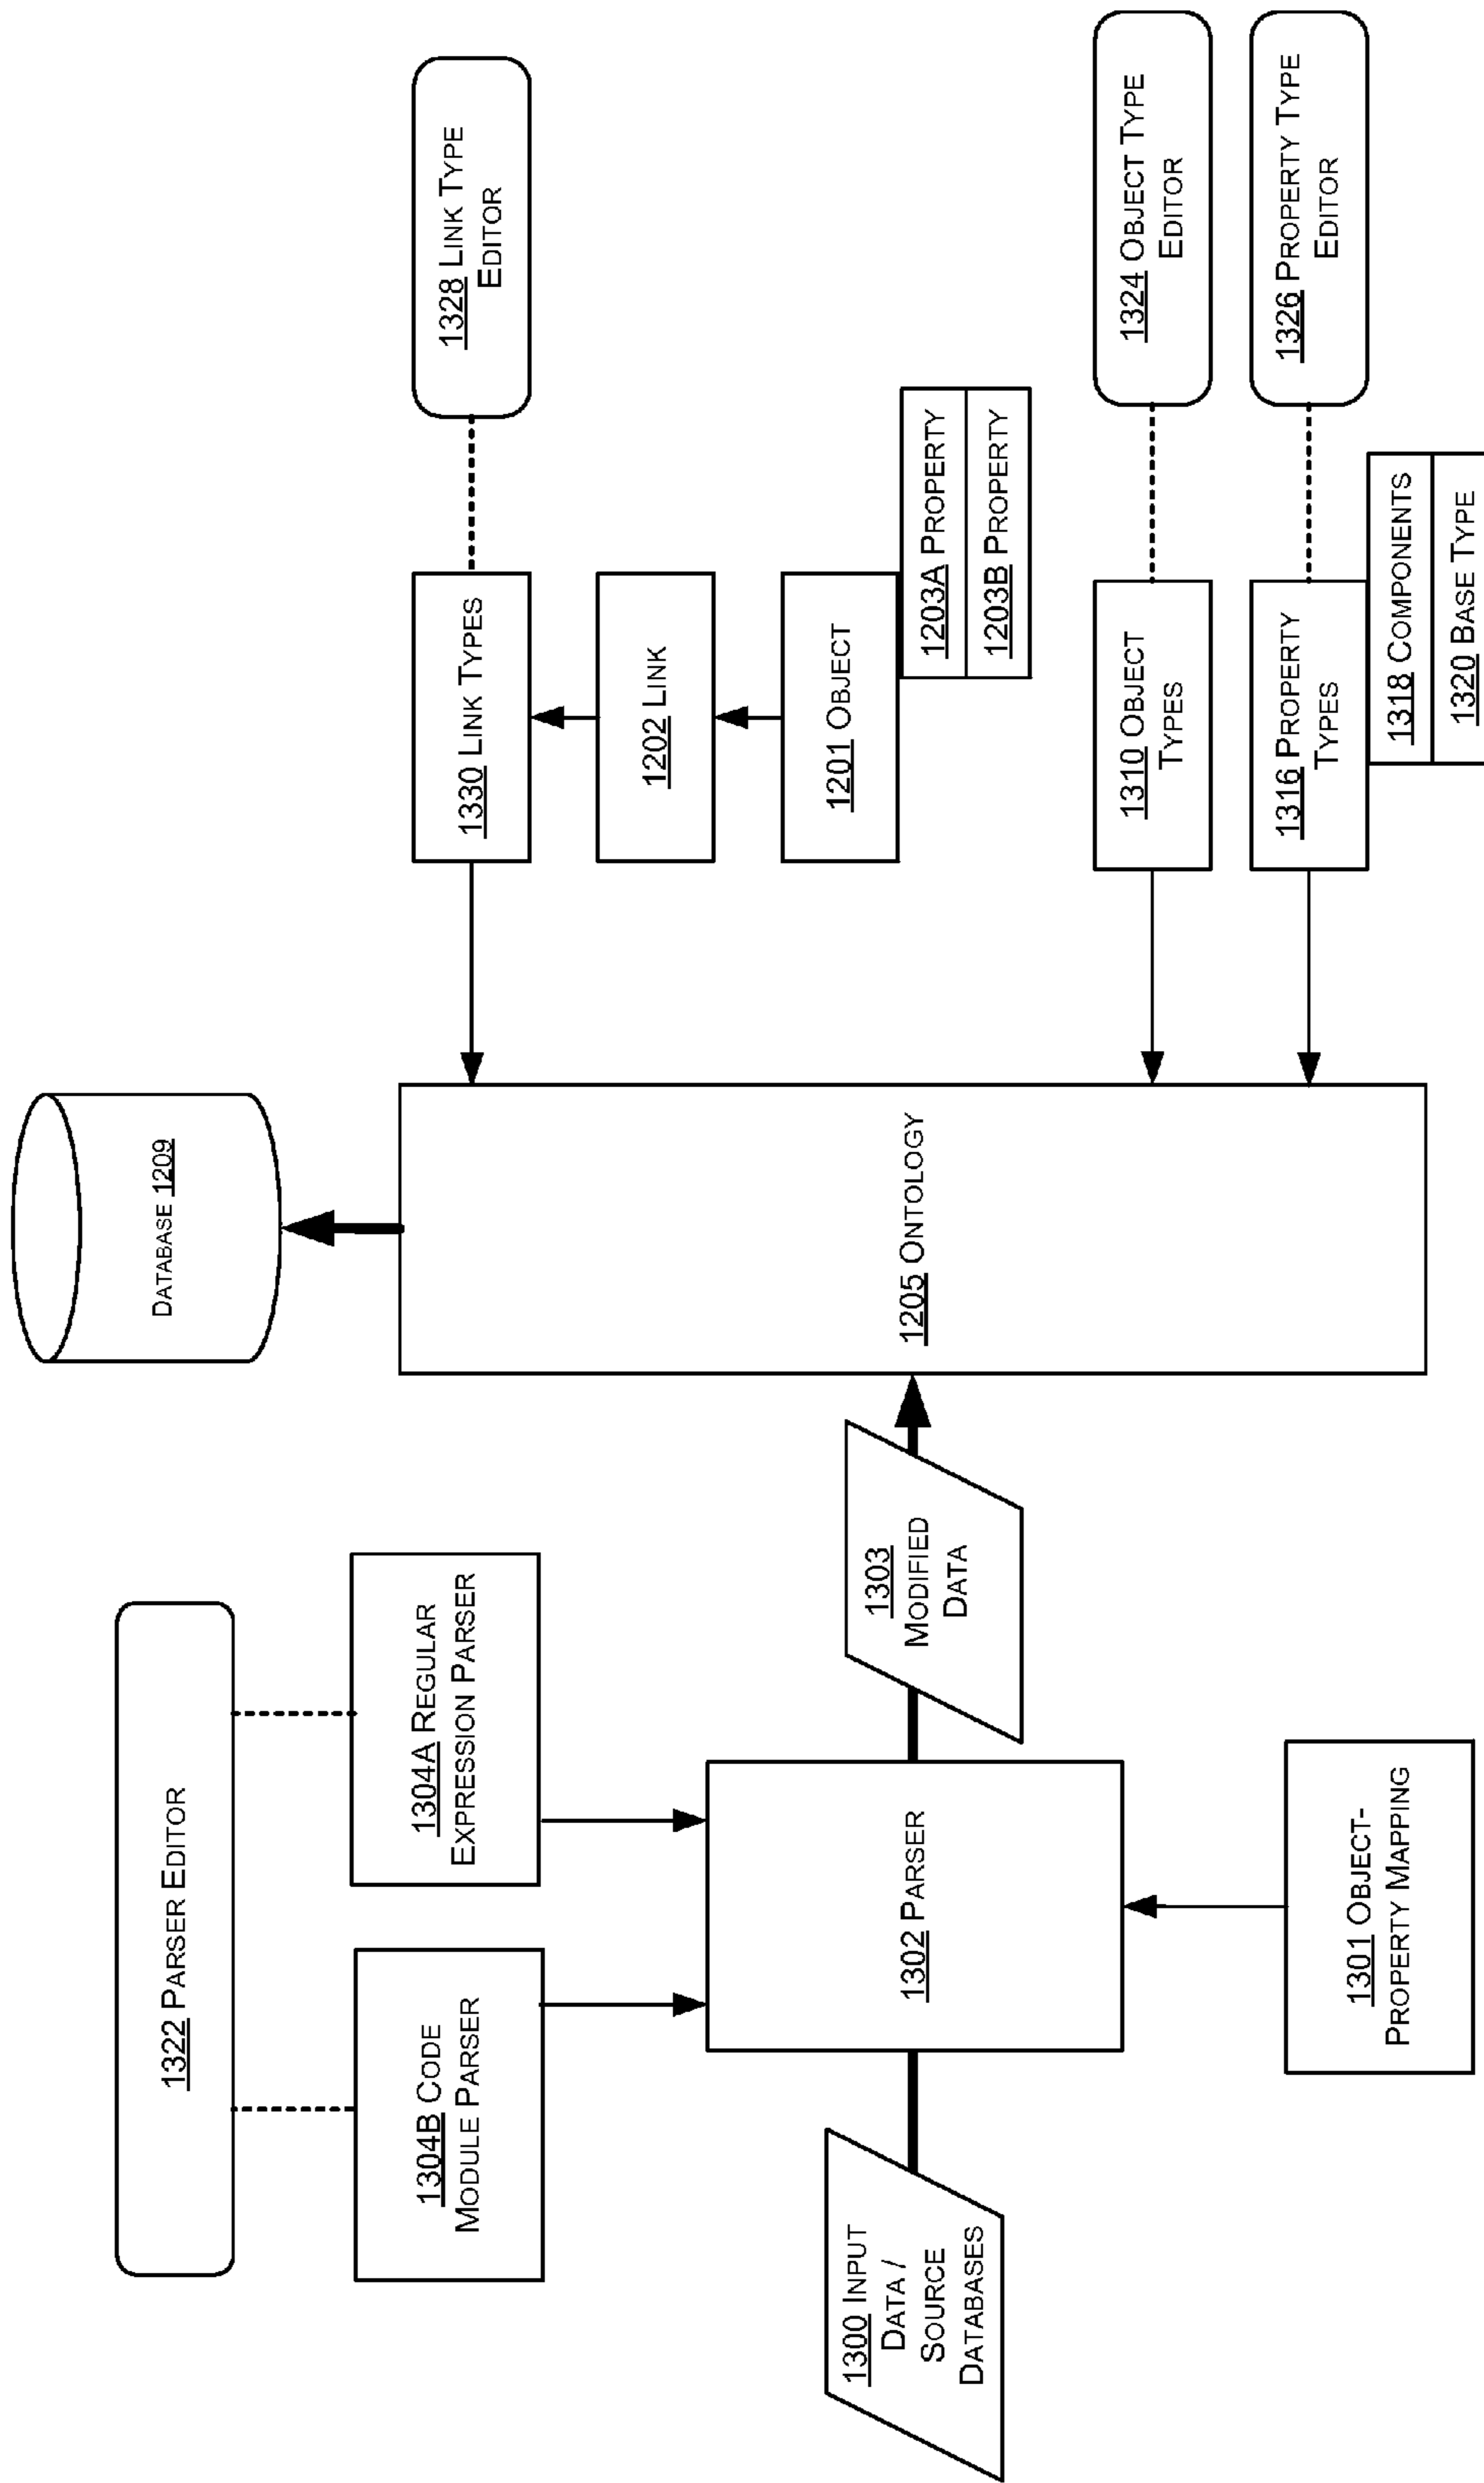 1322 PARSER EDITOR
1304B CODE
MODULE PARSER
1304A REGULAR
EXPRESSION PARSER
1300 INPUT
DATA /
SOURCE
DATABASES
1302 PARSER
1303
MODIFIED
DATA
1301 OBJECT-
PROPERTY MAPPING
DATABASE 1209
1205 ONTOLOGY
1330 LINK TYPES
1328 LINK TYPE
EDITOR
1202 LINK
1201 OBJECT
1203A PROPERTY
1203B PROPERTY
1310 OBJECT
TYPES
1324 OBJECT TYPE
EDITOR
1316 PROPERTY
TYPES
1326 PROPERTY TYPE
EDITOR
1318 COMPONENTS
1320 BASE TYPE